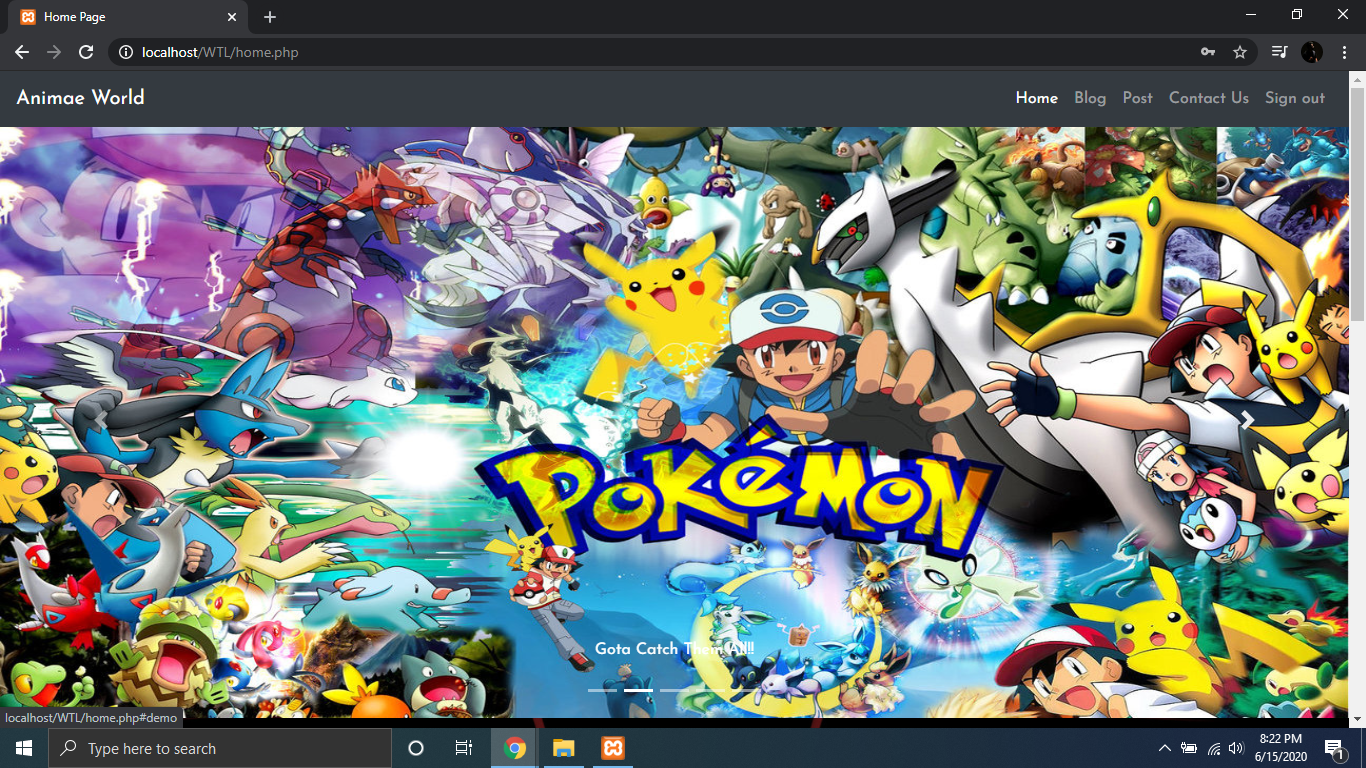 Home Page
localhost/WTL/home.php
Animae World
Home Blog Post Contact Us Sign out
POKéMON
Gota Catch Them All!!
localhost/WTL/home.php#demo
Type here to search
8:22 PM
6/15/2020
1